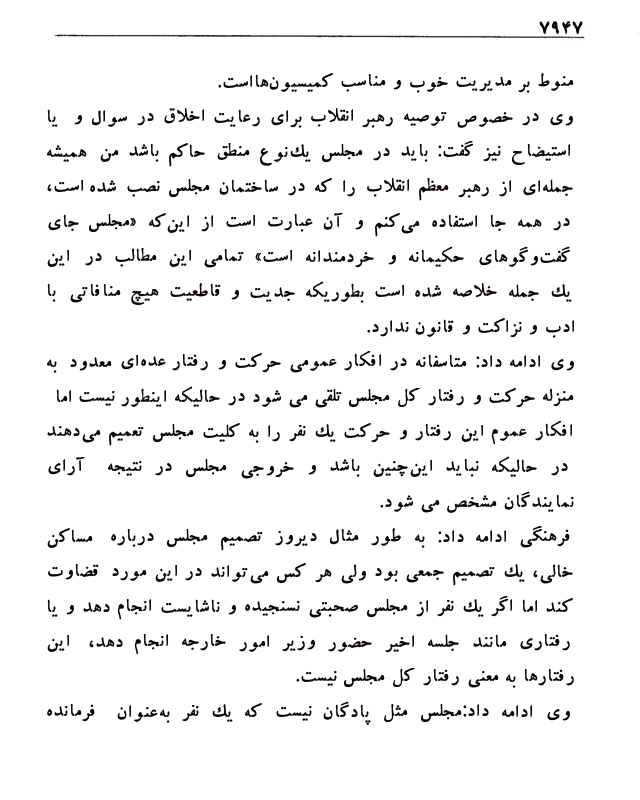 ۷۹۴۷
منوط بر مدیریت خوب و مناسب کمیسیون‌هااست.
وی در خصوص توصیه رهبر انقلاب برای رعایت اخلاق در سوال و یا
استیضاح نیز گفت: باید در مجلس یك‌نوع منطق حاکم باشد من همیشه
جمله‌ای از رهبر معظم انقلاب را که در ساختمان مجلس نصب شده است،
در همه جا استفاده می‌کنم و آن عبارت است از این‌که «مجلس جای
گفت‌وگوهای حکیمانه و خردمندانه است» تمامی این مطالب در این
یك جمله خلاصه شده است بطوریکه جدیت و قاطعیت هیچ منافاتی با
ادب و نزاکت و قانون ندارد.
وی ادامه داد: متاسفانه در افکار عمومی حرکت و رفتار عده‌ای معدود به
منزله حرکت و رفتار کل مجلس تلقی می شود در حالیکه اینطور نیست اما
افکار عموم این رفتار و حرکت یك نفر را به کلیت مجلس تعمیم می‌دهند
در حالیکه نباید این‌چنین باشد و خروجی مجلس در نتیجه آرای
نمایندگان مشخص می شود.
فرهنگی ادامه داد: به طور مثال دیروز تصمیم مجلس درباره مساکن
خالی، یك تصمیم جمعی بود ولی هر کس می‌تواند در این مورد قضاوت
کند اما اگر یك نفر از مجلس صحبتی نسنجیده و ناشایست انجام دهد و یا
رفتاری مانند جلسه اخیر حضور وزیر امور خارجه انجام دهد، این
رفتارها به معنی رفتار کل مجلس نیست.
وی ادامه داد:مجلس مثل پادگان نیست که یك نفر به‌عنوان فرمانده